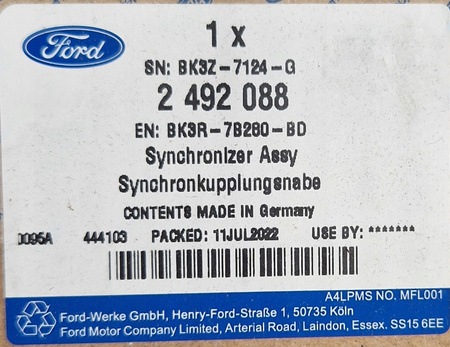 Ford
1 x
SN: BK3Z-7124-G
2 492 088
EN: BK3R-7B280-BD
Synchronizer Assy
Synchronkupplungsnabe
CONTENTS MADE IN Germany
0095A 444103 PACKED: 11JUL2022 USE BY: *******
A4LPMS NO. MFL001
Ford-Werke GmbH, Henry-Ford-Straße 1, 50735 Köln
Ford Motor Company Limited, Arterial Road, Laindon, Essex. SS15 6EE